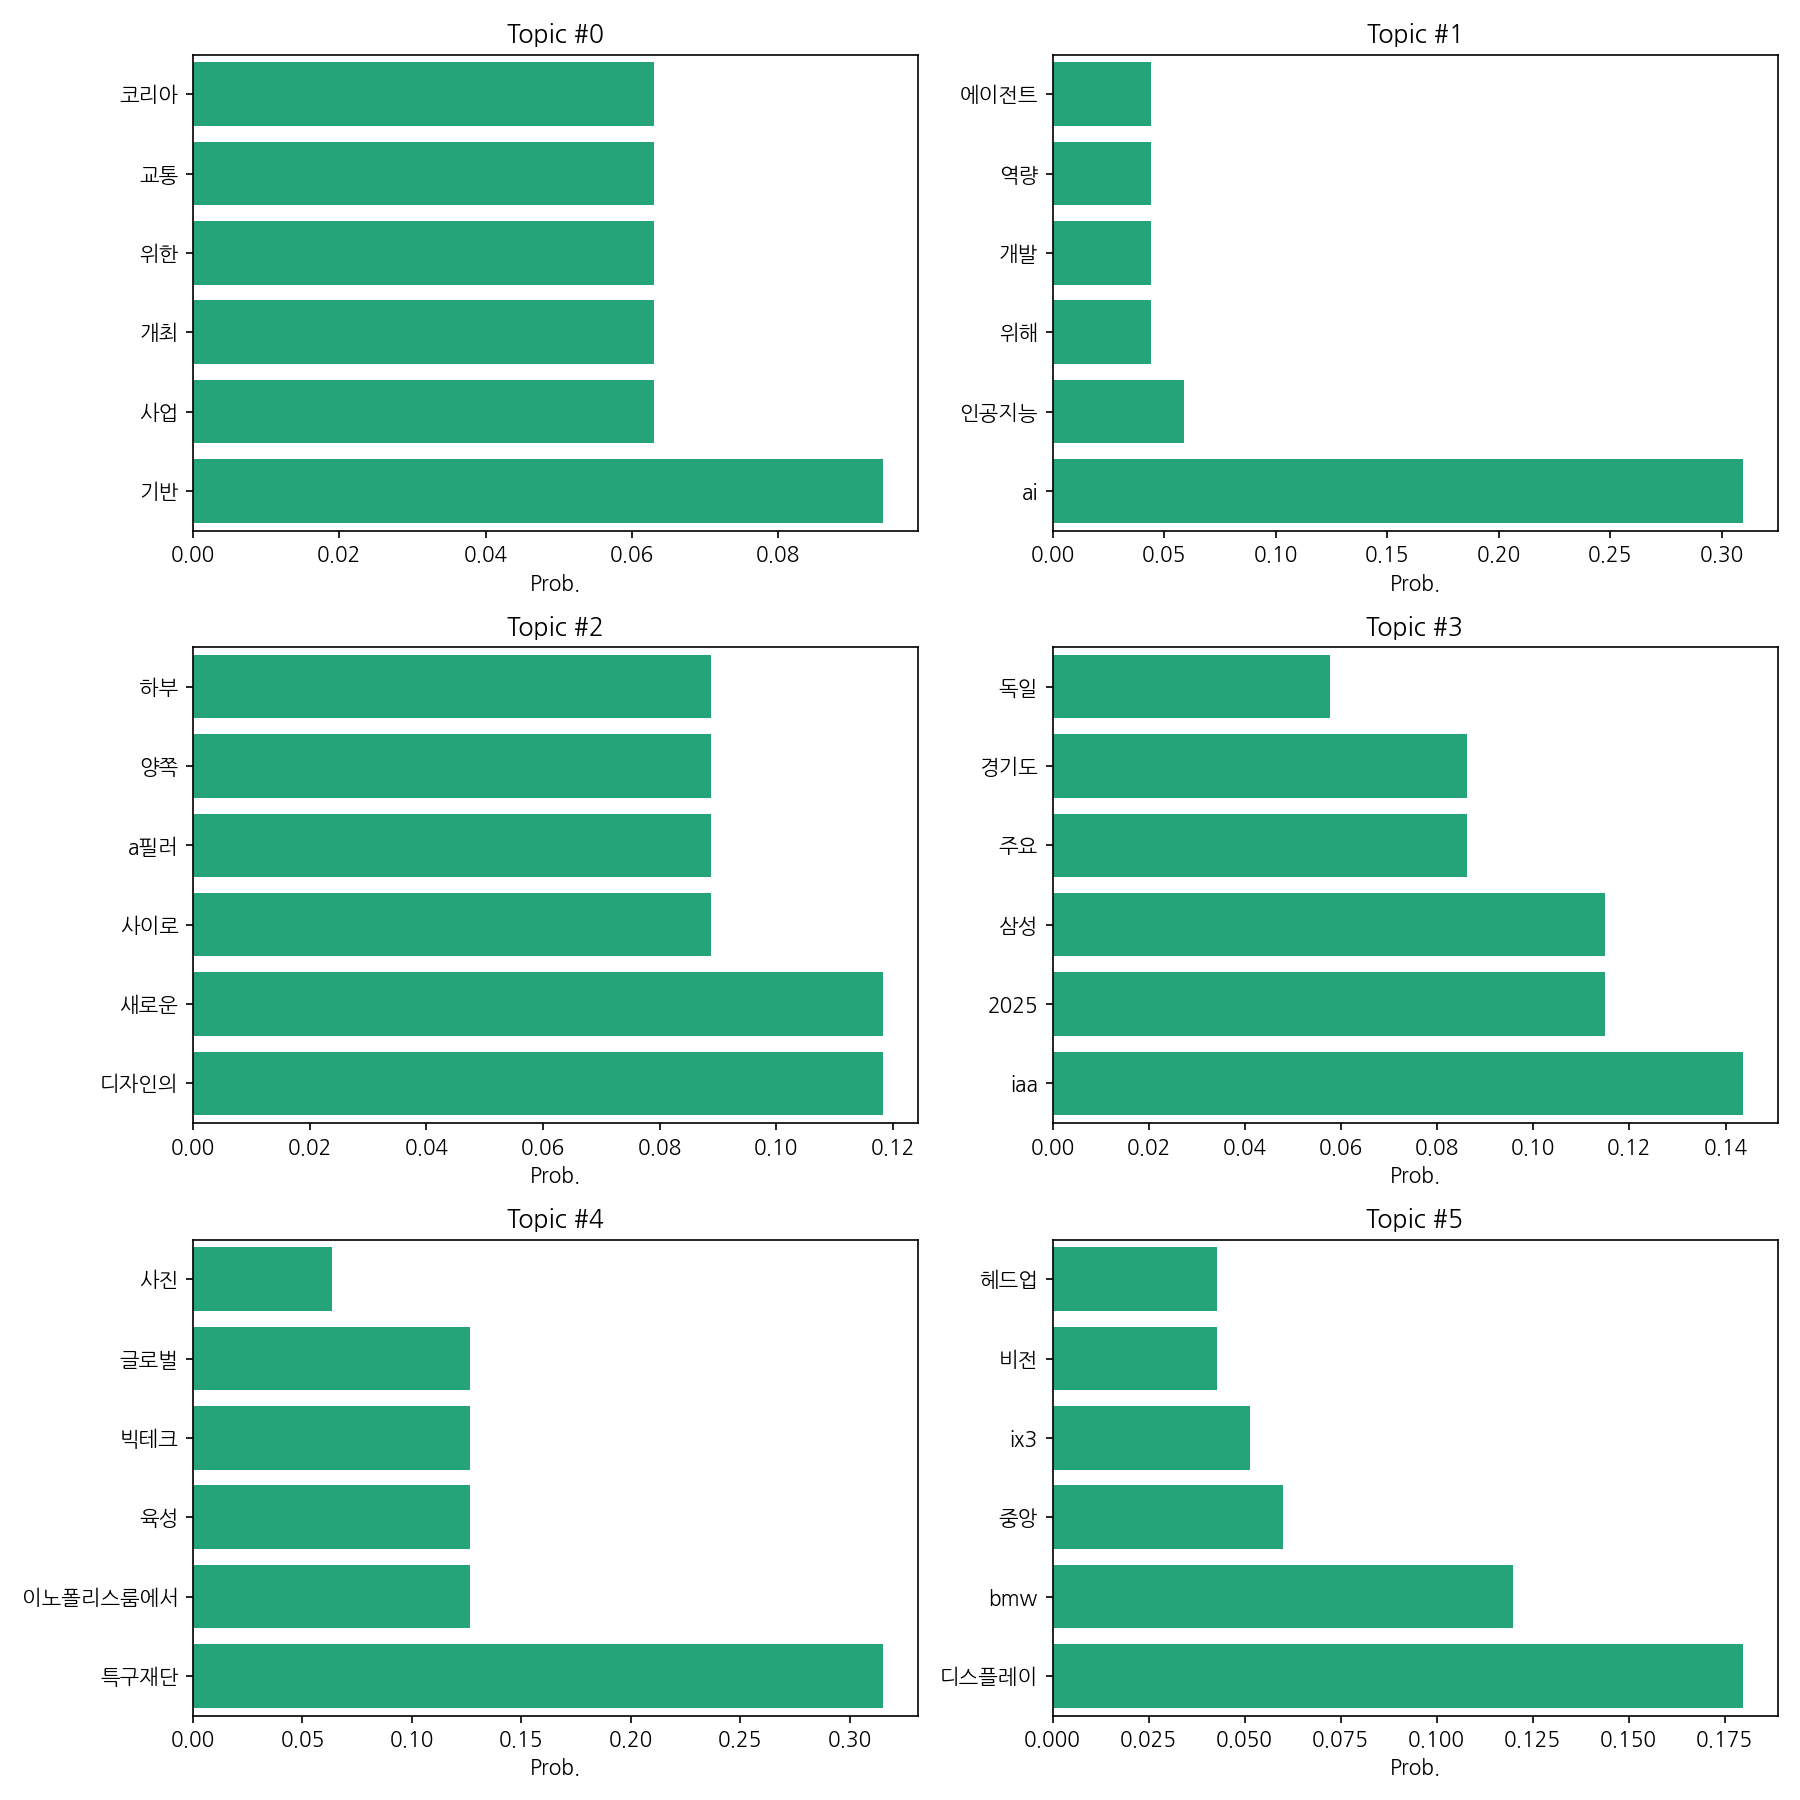 Topic #0
코리아
교통
위한
개최
사업
기반
0.00 0.02 0.04 0.06 0.08
Prob.
Topic #1
에이전트
역량
개발
위해
인공지능
ai
0.00 0.05 0.10 0.15 0.20 0.25 0.30
Prob.
Topic #2
하부
양쪽
a필러
사이로
새로운
디자인의
0.00 0.02 0.04 0.06 0.08 0.10 0.12
Prob.
Topic #3
독일
경기도
주요
삼성
2025
iaa
0.00 0.02 0.04 0.06 0.08 0.10 0.12 0.14
Prob.
Topic #4
사진
글로벌
빅테크
육성
이노폴리스룸에서
특구재단
0.00 0.05 0.10 0.15 0.20 0.25 0.30
Prob.
Topic #5
헤드업
비전
ix3
중앙
bmw
디스플레이
0.000 0.025 0.050 0.075 0.100 0.125 0.150 0.175
Prob.